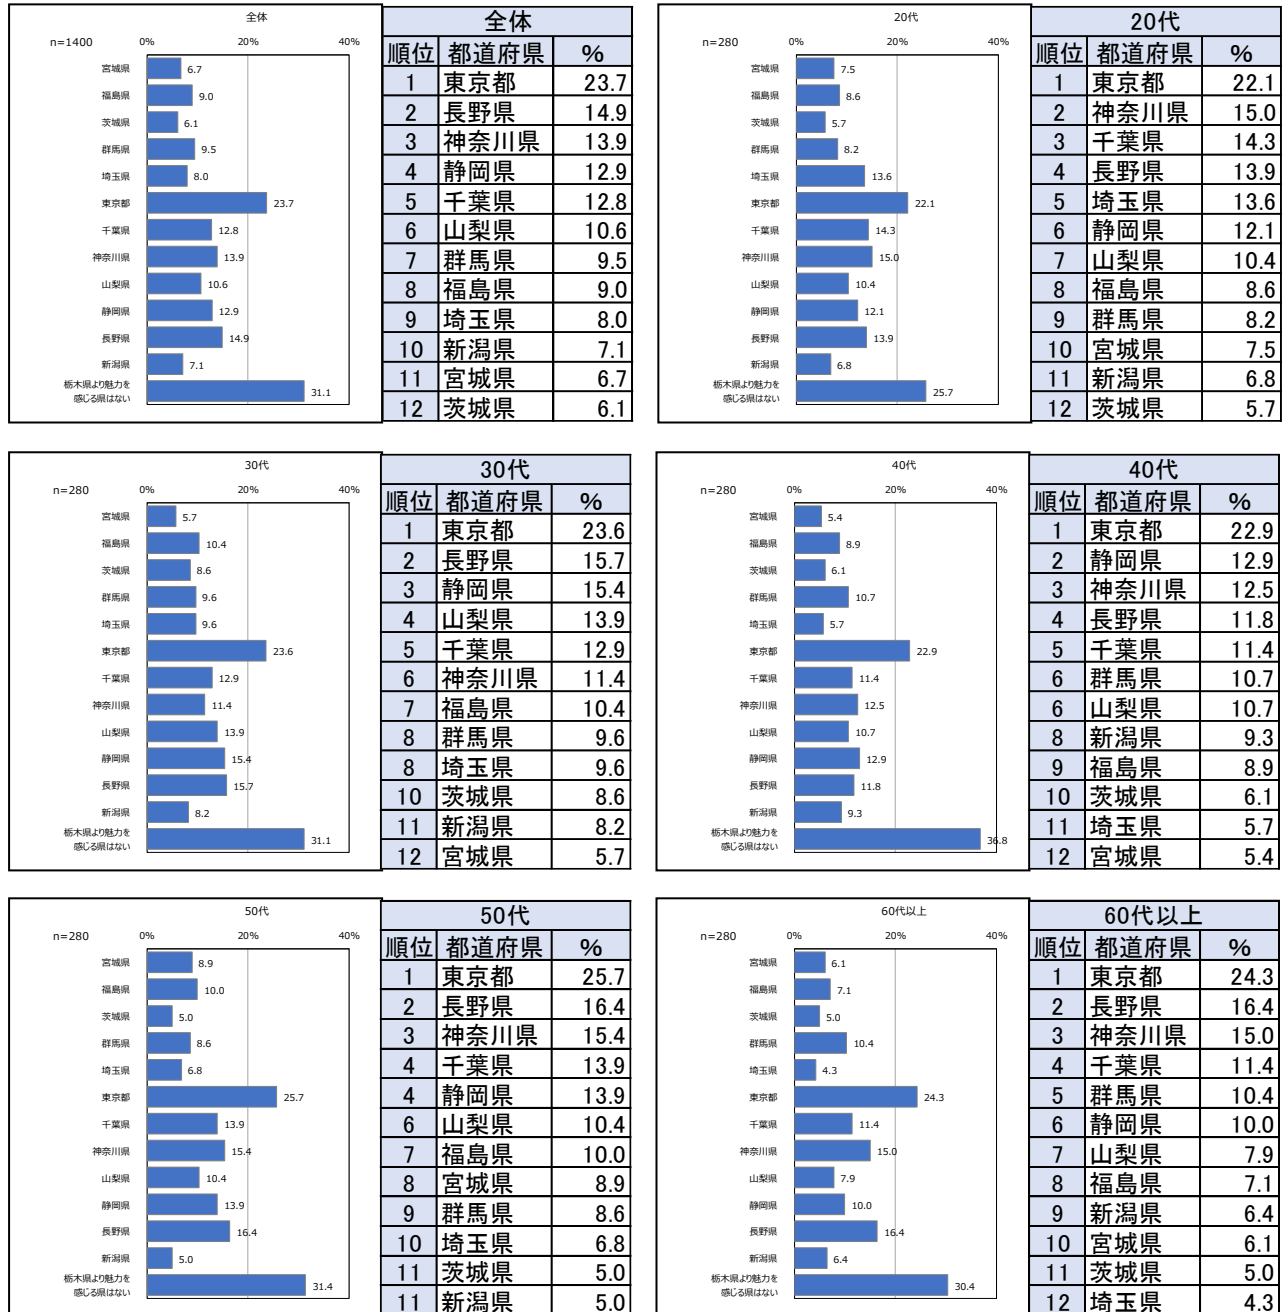 全体
n=1400 0% 20% 40%
宮城県 6.7
福島県 9.0
茨城県 6.1
群馬県 9.5
埼玉県 8.0
東京都 23.7
千葉県 12.8
神奈川県 13.9
山梨県 10.6
静岡県 12.9
長野県 14.9
新潟県 7.1
栃木県より魅力を
感じる県はない 31.1
全体
順位 都道府県 %
1 東京都 23.7
2 長野県 14.9
3 神奈川県 13.9
4 静岡県 12.9
5 千葉県 12.8
6 山梨県 10.6
7 群馬県 9.5
8 福島県 9.0
9 埼玉県 8.0
10 新潟県 7.1
11 宮城県 6.7
12 茨城県 6.1
20代
n=280 0% 20% 40%
宮城県 7.5
福島県 8.6
茨城県 5.7
群馬県 8.2
埼玉県 13.6
東京都 22.1
千葉県 14.3
神奈川県 15.0
山梨県 10.4
静岡県 12.1
長野県 13.9
新潟県 6.8
栃木県より魅力を
感じる県はない 25.7
20代
順位 都道府県 %
1 東京都 22.1
2 神奈川県 15.0
3 千葉県 14.3
4 長野県 13.9
5 埼玉県 13.6
6 静岡県 12.1
7 山梨県 10.4
8 福島県 8.6
9 群馬県 8.2
10 宮城県 7.5
11 新潟県 6.8
12 茨城県 5.7
30代
n=280 0% 20% 40%
宮城県 5.7
福島県 10.4
茨城県 8.6
群馬県 9.6
埼玉県 9.6
東京都 23.6
千葉県 12.9
神奈川県 11.4
山梨県 13.9
静岡県 15.4
長野県 15.7
新潟県 8.2
栃木県より魅力を
感じる県はない 31.1
30代
順位 都道府県 %
1 東京都 23.6
2 長野県 15.7
3 静岡県 15.4
4 山梨県 13.9
5 千葉県 12.9
6 神奈川県 11.4
7 福島県 10.4
8 群馬県 9.6
8 埼玉県 9.6
10 茨城県 8.6
11 新潟県 8.2
12 宮城県 5.7
40代
n=280 0% 20% 40%
宮城県 5.4
福島県 8.9
茨城県 6.1
群馬県 10.7
埼玉県 5.7
東京都 22.9
千葉県 11.4
神奈川県 12.5
山梨県 10.7
静岡県 12.9
長野県 11.8
新潟県 9.3
栃木県より魅力を
感じる県はない 36.8
40代
順位 都道府県 %
1 東京都 22.9
2 静岡県 12.9
3 神奈川県 12.5
4 長野県 11.8
5 千葉県 11.4
6 群馬県 10.7
6 山梨県 10.7
8 新潟県 9.3
9 福島県 8.9
10 茨城県 6.1
11 埼玉県 5.7
12 宮城県 5.4
50代
n=280 0% 20% 40%
宮城県 8.9
福島県 10.0
茨城県 5.0
群馬県 8.6
埼玉県 6.8
東京都 25.7
千葉県 13.9
神奈川県 15.4
山梨県 10.4
静岡県 13.9
長野県 16.4
新潟県 5.0
栃木県より魅力を
感じる県はない 31.4
50代
順位 都道府県 %
1 東京都 25.7
2 長野県 16.4
3 神奈川県 15.4
4 千葉県 13.9
4 静岡県 13.9
6 山梨県 10.4
7 福島県 10.0
8 宮城県 8.9
9 群馬県 8.6
10 埼玉県 6.8
11 茨城県 5.0
11 新潟県 5.0
60代以上
n=280 0% 20% 40%
宮城県 6.1
福島県 7.1
茨城県 5.0
群馬県 10.4
埼玉県 4.3
東京都 24.3
千葉県 11.4
神奈川県 15.0
山梨県 7.9
静岡県 10.0
長野県 16.4
新潟県 6.4
栃木県より魅力を
感じる県はない 30.4
60代以上
順位 都道府県 %
1 東京都 24.3
2 長野県 16.4
3 神奈川県 15.0
4 千葉県 11.4
5 群馬県 10.4
6 静岡県 10.0
7 山梨県 7.9
8 福島県 7.1
9 新潟県 6.4
10 宮城県 6.1
11 茨城県 5.0
12 埼玉県 4.3